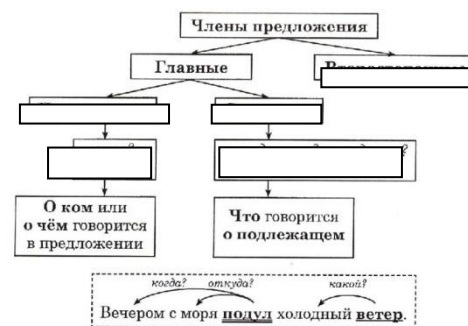 Члены предложения
Главные
О ком или
о чём говорится
в предложении
Что говорится
о подлежащем
когда? откуда? какой?
Вечером с моря подул холодный ветер.